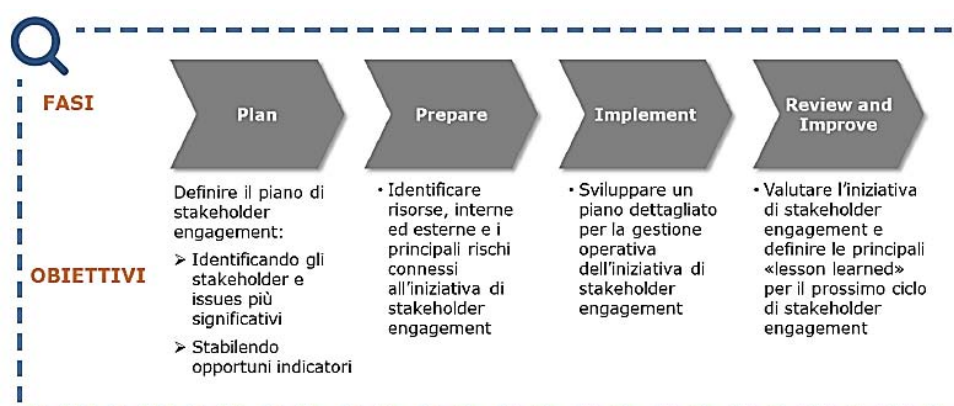 FASI
Plan
Prepare
Implement
Review and
Improve
OBIETTIVI
Definire il piano di
stakeholder
engagement:
➤ Identificando gli
stakeholder e
issues più
significativi
➤ Stabilendo
opportuni indicatori
• Identificare
risorse, interne
ed esterne e i
principali rischi
connessi
all'iniziativa di
stakeholder
engagement
• Sviluppare un
piano dettagliato
per la gestione
operativa
dell'iniziativa di
stakeholder
engagement
• Valutare l'iniziativa
di stakeholder
engagement e
definire le principali
«lesson learned»
per il prossimo ciclo
di stakeholder
engagement